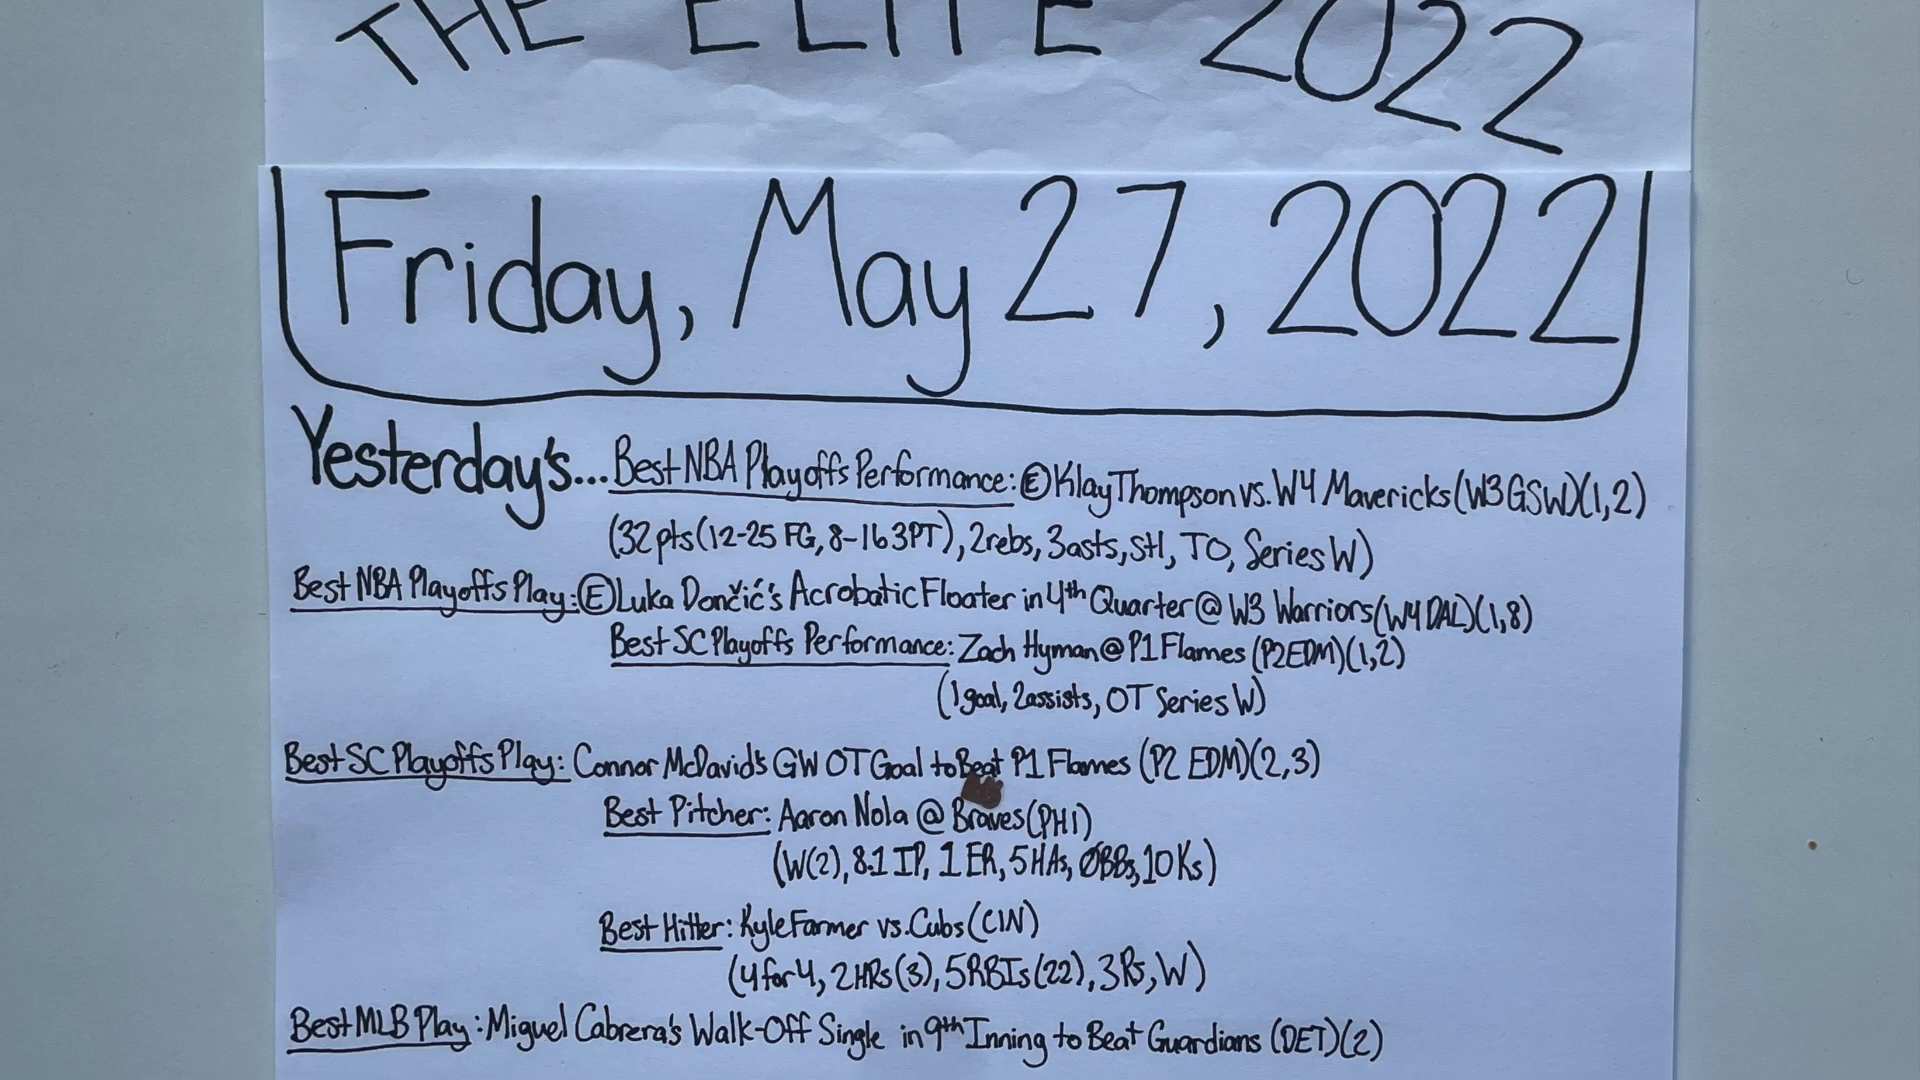 THE ELITE 2022
Friday, May 27, 2022
Yesterday's... Best NBA Playoffs Performance: Ⓔ Klay Thompson vs. W4 Mavericks (W3 GSW)(1,2)
(32 pts (12-25 FG, 8-16 3PT), 2 rebs, 3 asts, stl, TO, Series W)
Best NBA Playoffs Play: Ⓔ Luka Dončić's Acrobatic Floater in 4th Quarter @ W3 Warriors (W4 DAL)(1,8)
Best SC Playoffs Performance: Zach Hyman @ P1 Flames (P2 EDM)(1,2)
(1 goal, 2 assists, OT Series W)
Best SC Playoffs Play: Connor McDavid's GW OT Goal to Beat P1 Flames (P2 EDM)(2,3)
Best Pitcher: Aaron Nola @ Braves (PHI)
(W(2), 8.1 IP, 1 ER, 5 HAs, 0 BBs, 10 Ks)
Best Hitter: Kyle Farmer vs. Cubs (CIN)
(4 for 4, 2 HRs (3), 5 RBIs (22), 3 Rs, W)
Best MLB Play: Miguel Cabrera's Walk-Off Single in 9th Inning to Beat Guardians (DET)(2)